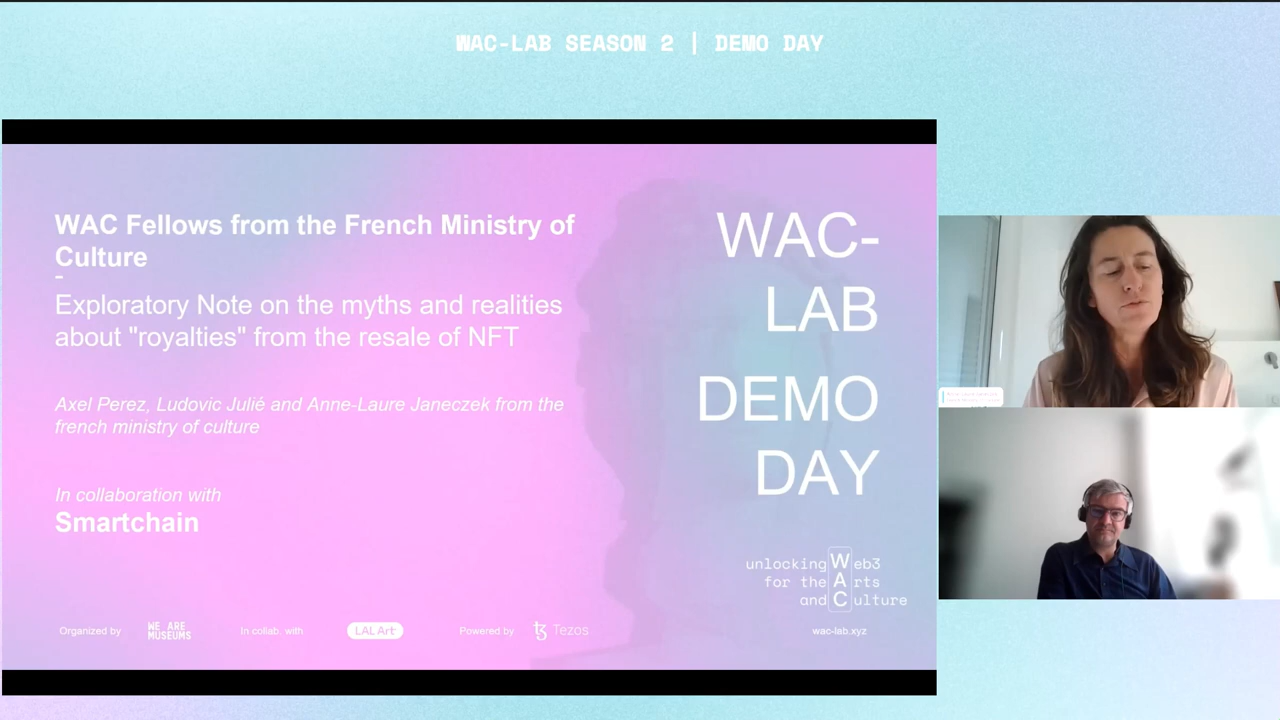 WAC-LAB SEASON 2 | DEMO DAY
WAC Fellows from the French Ministry of
Culture
-
Exploratory Note on the myths and realities
about "royalties" from the resale of NFT
Axel Perez, Ludovic Julié and Anne-Laure Janeczek from the
french ministry of culture
In collaboration with
Smartchain
WAC-
LAB
DEMO
DAY
unlocking Web3
for the Arts
and Culture
Organized by
WE_ARE
MUSEUMS
In collab. with
LAL Art
Powered by
Tezos
wac-lab.xyz